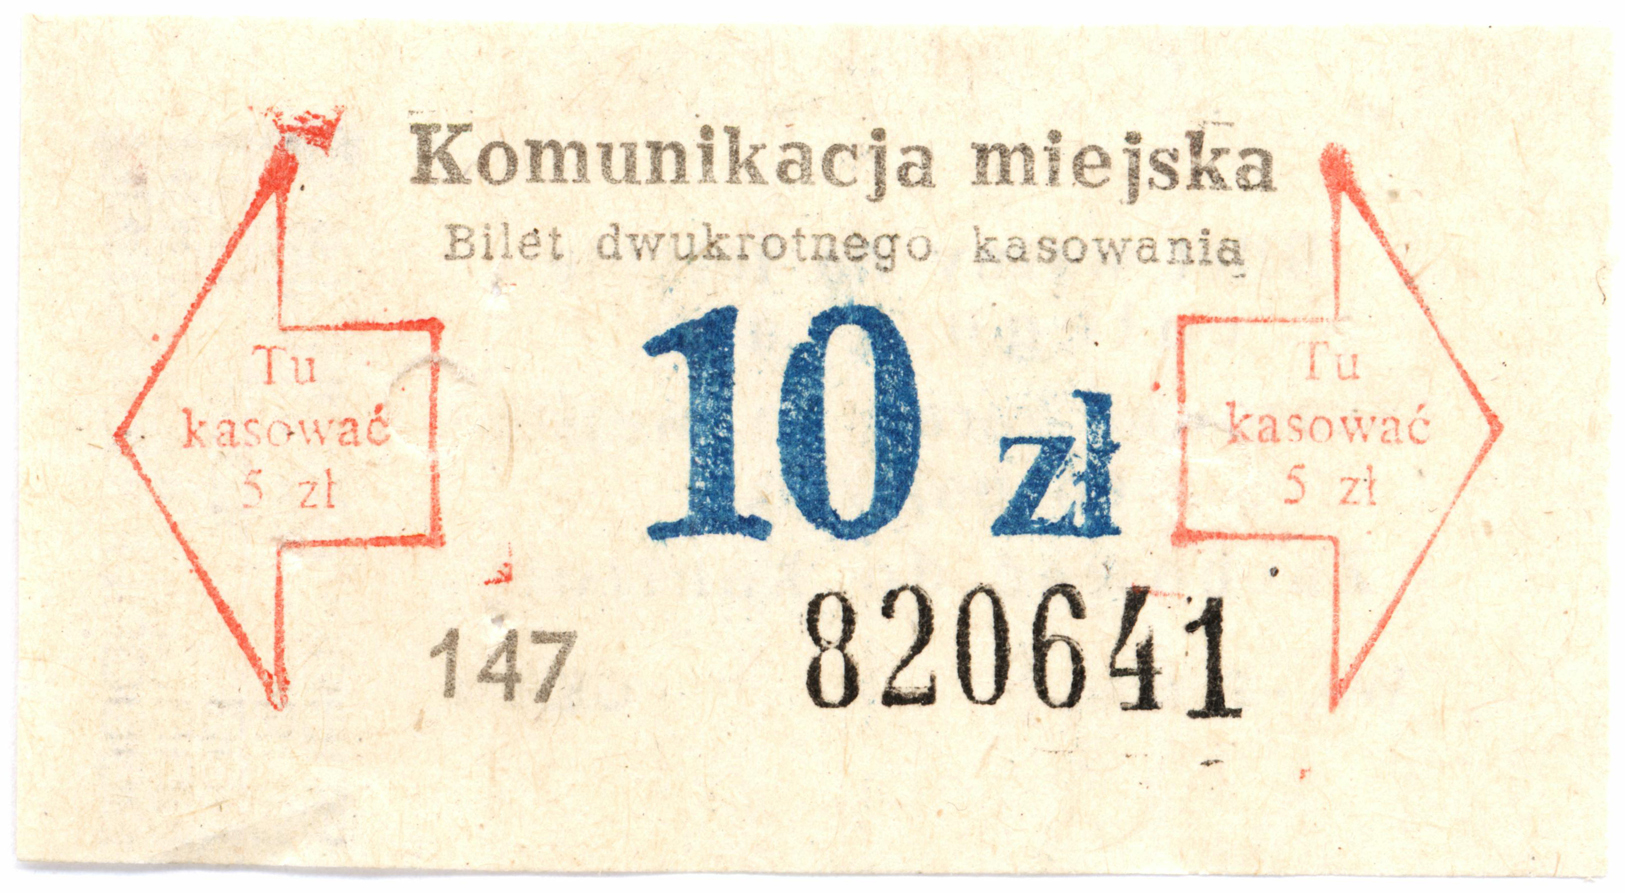 Komunikacja miejska
Bilet dwukrotnego kasowania
Tu
kasować
5 zł
10 zł
Tu
kasować
5 zł
147
820641